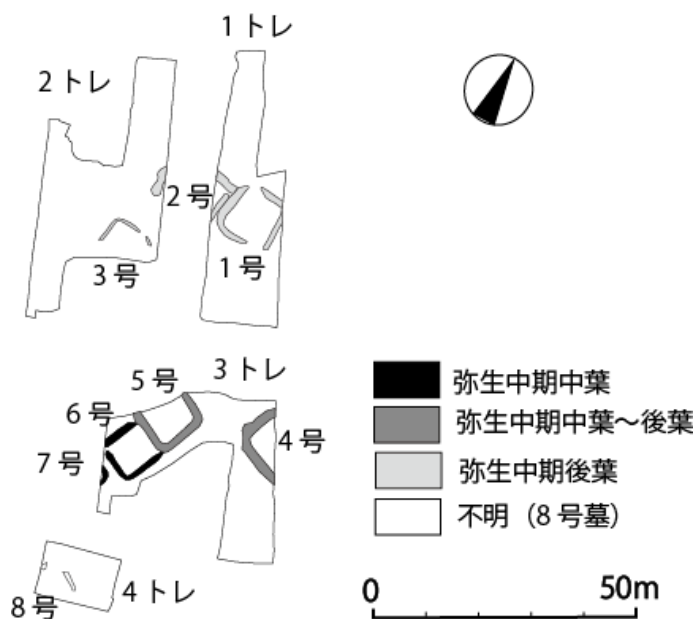 1 トレ
2 トレ
2 号
3 号
1 号
3 トレ
5 号
6 号
4 号
7 号
4 トレ
8 号
弥生中期中葉
弥生中期中葉～後葉
弥生中期後葉
不明（8 号墓）
0 50m